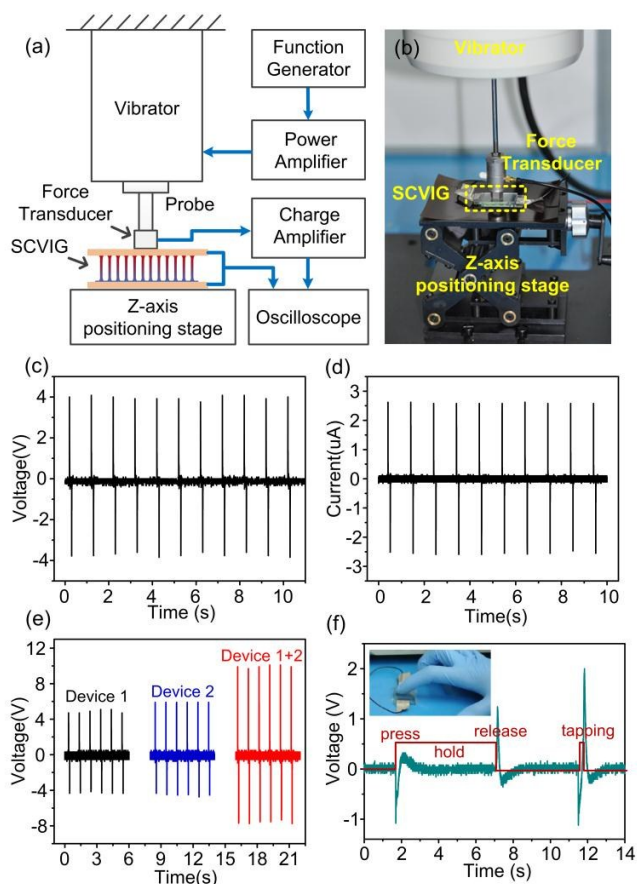 (a)
Vibrator
Function
Generator
Power
Amplifier
Force
Transducer
Probe
SCVIG
Charge
Amplifier
Z-axis
positioning stage
Oscilloscope
(b)
Vibrator
Force
Transducer
SCVIG
Z-axis
positioning stage
(c)
Voltage(V)
4
2
0
-2
-4
0 2 4 6 8 10
Time (s)
(d)
Current(uA)
3
2
1
0
-1
-2
-3
0 2 4 6 8 10
Time(s)
(e)
Voltage(V)
12
8
4
0
-4
-8
Device 1
Device 2
Device 1+2
0 3 6 9 12 15 18 21
Time(s)
(f)
Voltage (V)
2
1
0
-1
press
hold
release
tapping
0 2 4 6 8 10 12 14
Time (s)